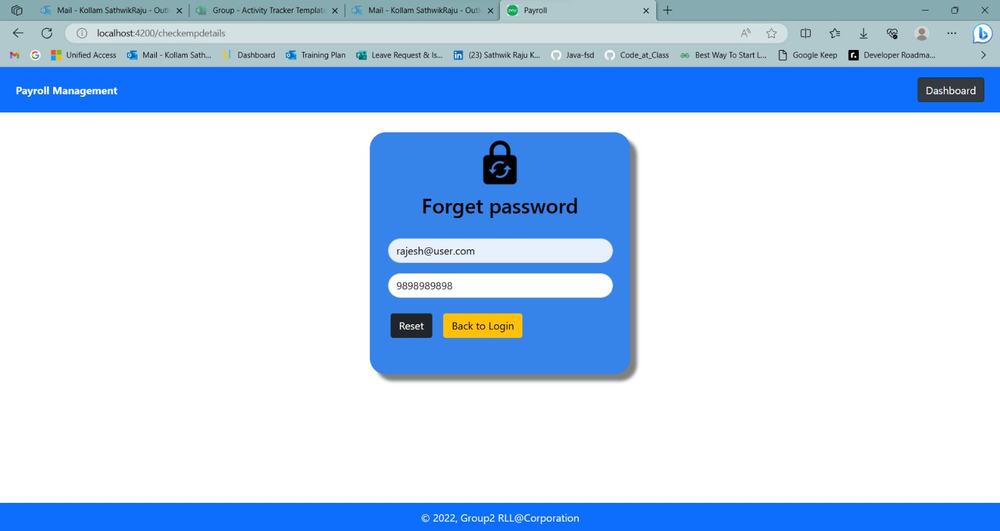 Mail - Kollam SathwikRaju - Outl
Group - Activity Tracker Template
Mail - Kollam SathwikRaju - Outl
pay
Payroll
localhost:4200/checkempdetails
Unified Access
Mail - Kollam Sath...
Dashboard
Training Plan
Leave Request & Is...
(23) Sathwik Raju K...
Java-fsd
Code_at_Class
Best Way To Start L...
Google Keep
Developer Roadma...
Payroll Management
Dashboard
Forget password
rajesh@user.com
9898989898
Reset
Back to Login
© 2022, Group2 RLL@Corporation